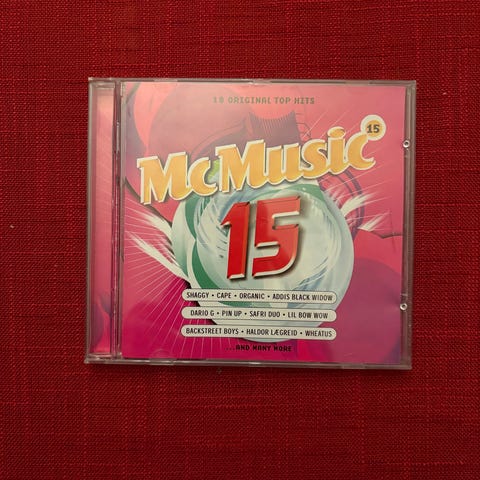 18 ORIGINAL TOP HITS
McMusic 15
15
SHAGGY • CAPE • ORGANIC • ADDIS BLACK WIDOW
DARIO G • PIN UP • SAFRI DUO • LIL BOW WOW
BACKSTREET BOYS • HALDOR LÆGREID • WHEATUS
...AND MANY MORE